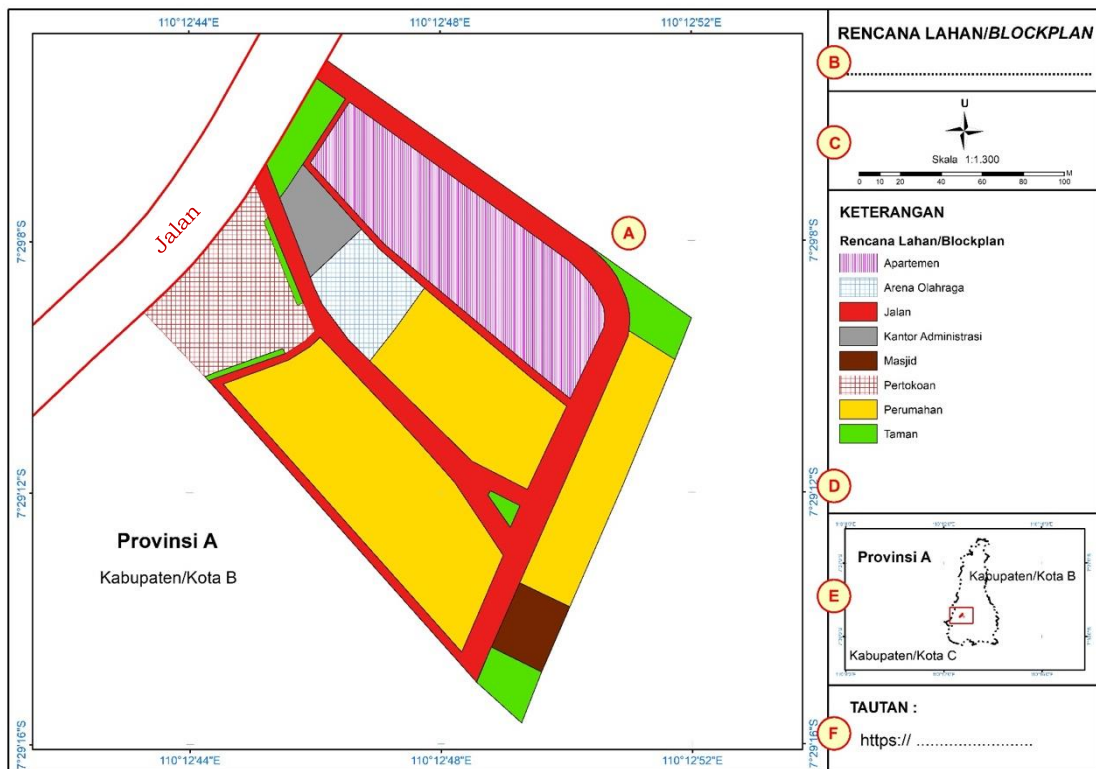 110°12'44"E
110°12'48"E
110°12'52"E
7°29'8"S
7°29'12"S
7°29'16"S
7°29'8"S
7°29'12"S
7°29'16"S
110°12'44"E
110°12'48"E
110°12'52"E
Jalan
A
Provinsi A
Kabupaten/Kota B
RENCANA LAHAN/BLOCKPLAN
B ........................................................
C
U
Skala 1:1.300
0 10 20 40 60 80 100 M
KETERANGAN
Rencana Lahan/Blockplan
Apartemen
Arena Olahraga
Jalan
Kantor Administrasi
Masjid
Pertokoan
Perumahan
Taman
D
E
Provinsi A
Kabupaten/Kota B
Kabupaten/Kota C
TAUTAN :
F https:// ........................